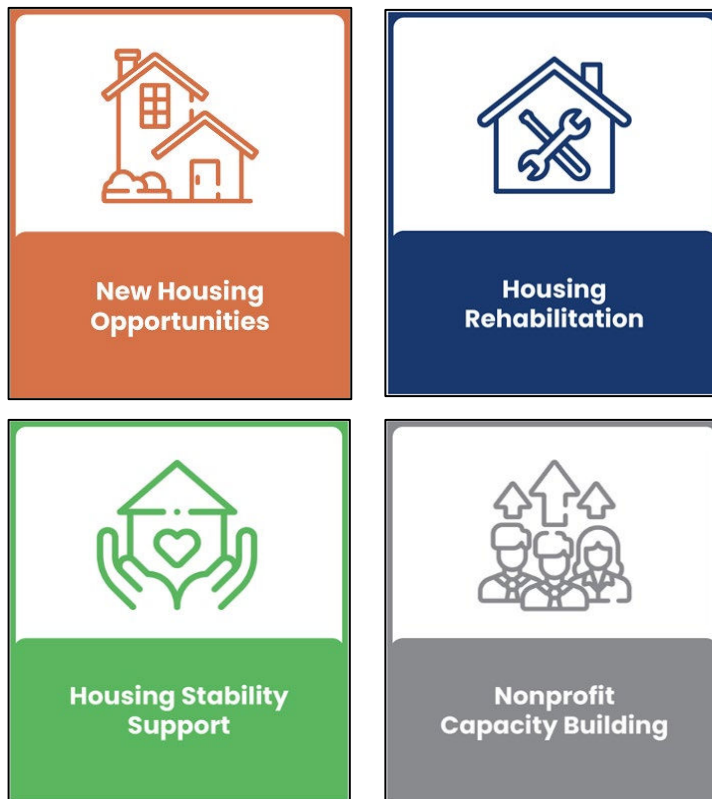 New Housing
Opportunities
Housing
Rehabilitation
Housing Stability
Support
Nonprofit
Capacity Building